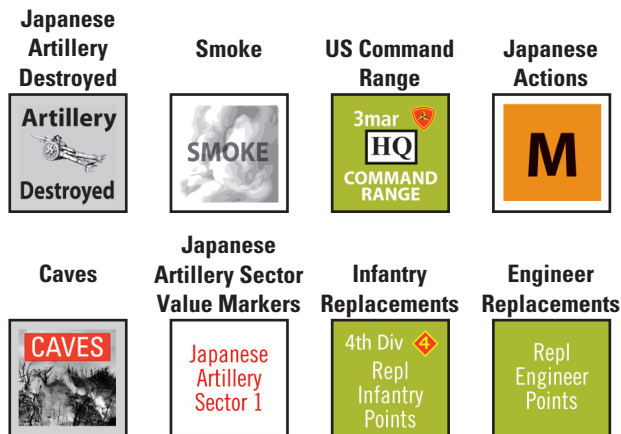 Japanese
Artillery
Destroyed
Smoke
US Command
Range
Japanese
Actions
Artillery
Destroyed
SMOKE
3mar
HQ
COMMAND
RANGE
M
Caves
Japanese
Artillery Sector
Value Markers
Infantry
Replacements
Engineer
Replacements
CAVES
Japanese
Artillery
Sector 1
4th Div 4
Repl
Infantry
Points
Repl
Engineer
Points